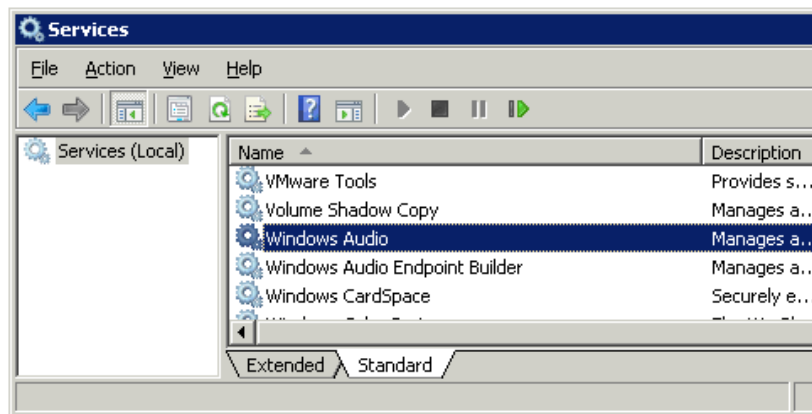 Services
File Action View Help
Services (Local)
Name Description
VMware Tools Provides s...
Volume Shadow Copy Manages a...
Windows Audio Manages a...
Windows Audio Endpoint Builder Manages a...
Windows CardSpace Securely e...
Extended Standard